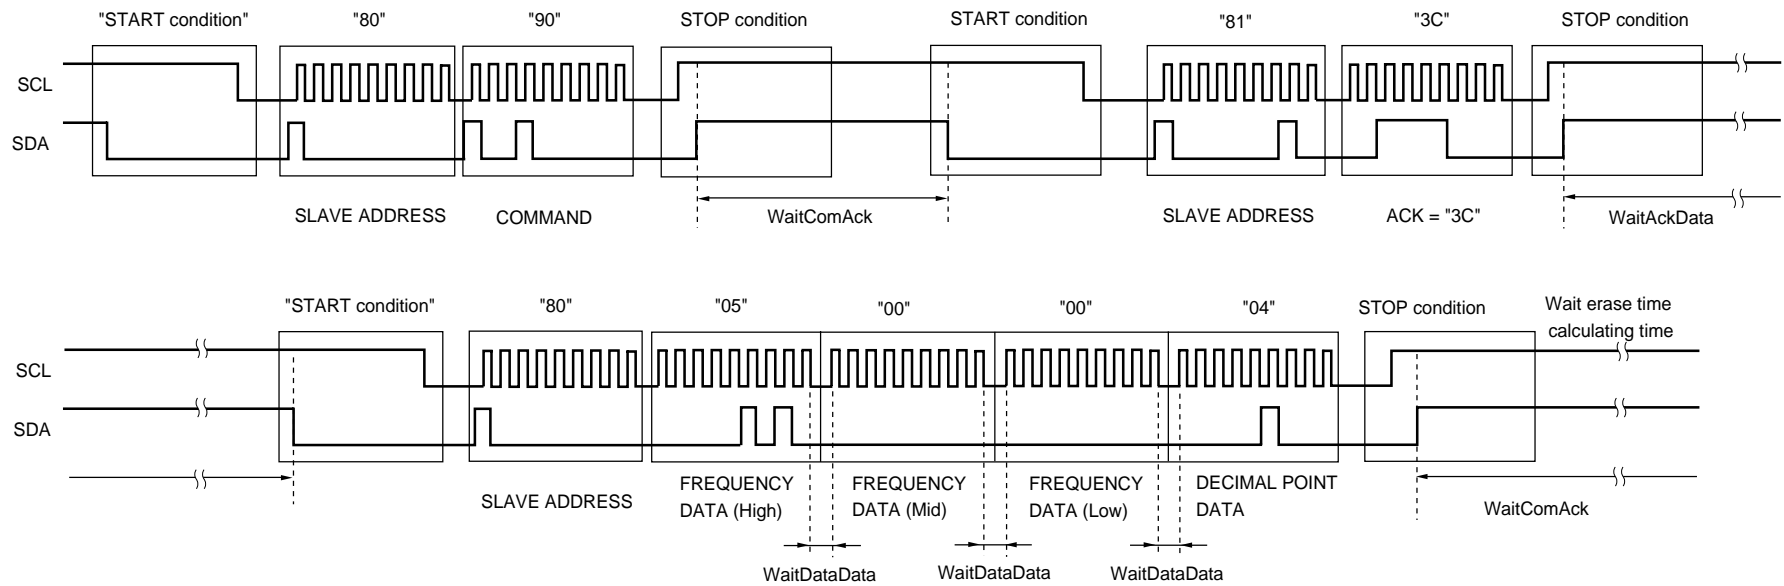 "START condition" "80" "90" STOP condition START condition "81" "3C" STOP condition
SCL
SDA
SLAVE ADDRESS COMMAND WaitComAck SLAVE ADDRESS ACK = "3C" WaitAckData
"START condition" "80" "05" "00" "00" "04" STOP condition Wait erase time
calculating time
SCL
SDA
SLAVE ADDRESS FREQUENCY FREQUENCY FREQUENCY DECIMAL POINT
DATA (High) DATA (Mid) DATA (Low) DATA WaitComAck
WaitDataData WaitDataData WaitDataData